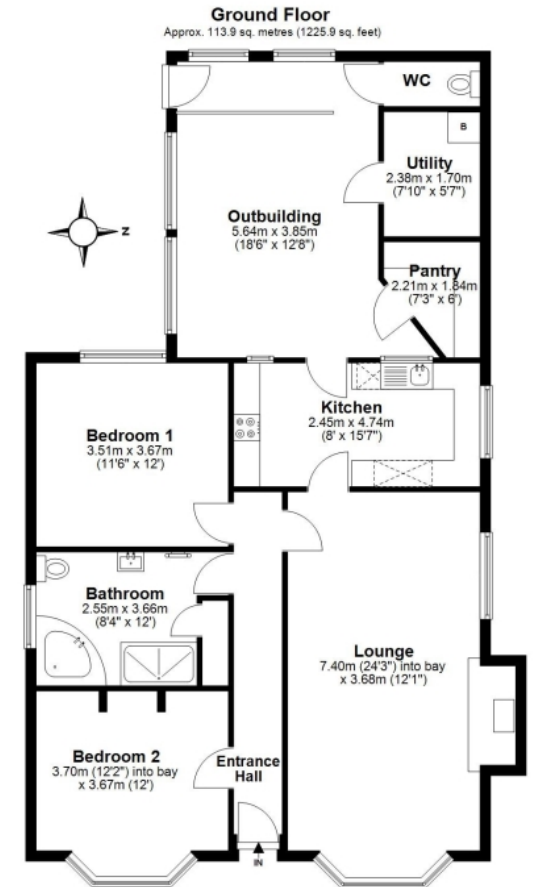 Ground Floor
Approx. 113.9 sq. metres (1225.9 sq. feet)
WC
B
Utility
2.38m x 1.70m
(7'10" x 5'7")
Outbuilding
5.64m x 3.85m
(18'6" x 12'8")
Z
Pantry
2.21m x 1.84m
(7'3" x 6')
Kitchen
2.45m x 4.74m
(8' x 15'7")
Bedroom 1
3.51m x 3.67m
(11'6" x 12')
Bathroom
2.55m x 3.66m
(8'4" x 12')
Lounge
7.40m (24'3") into bay
x 3.68m (12'1")
Bedroom 2
3.70m (12'2") into bay
x 3.67m (12')
Entrance
Hall
IN